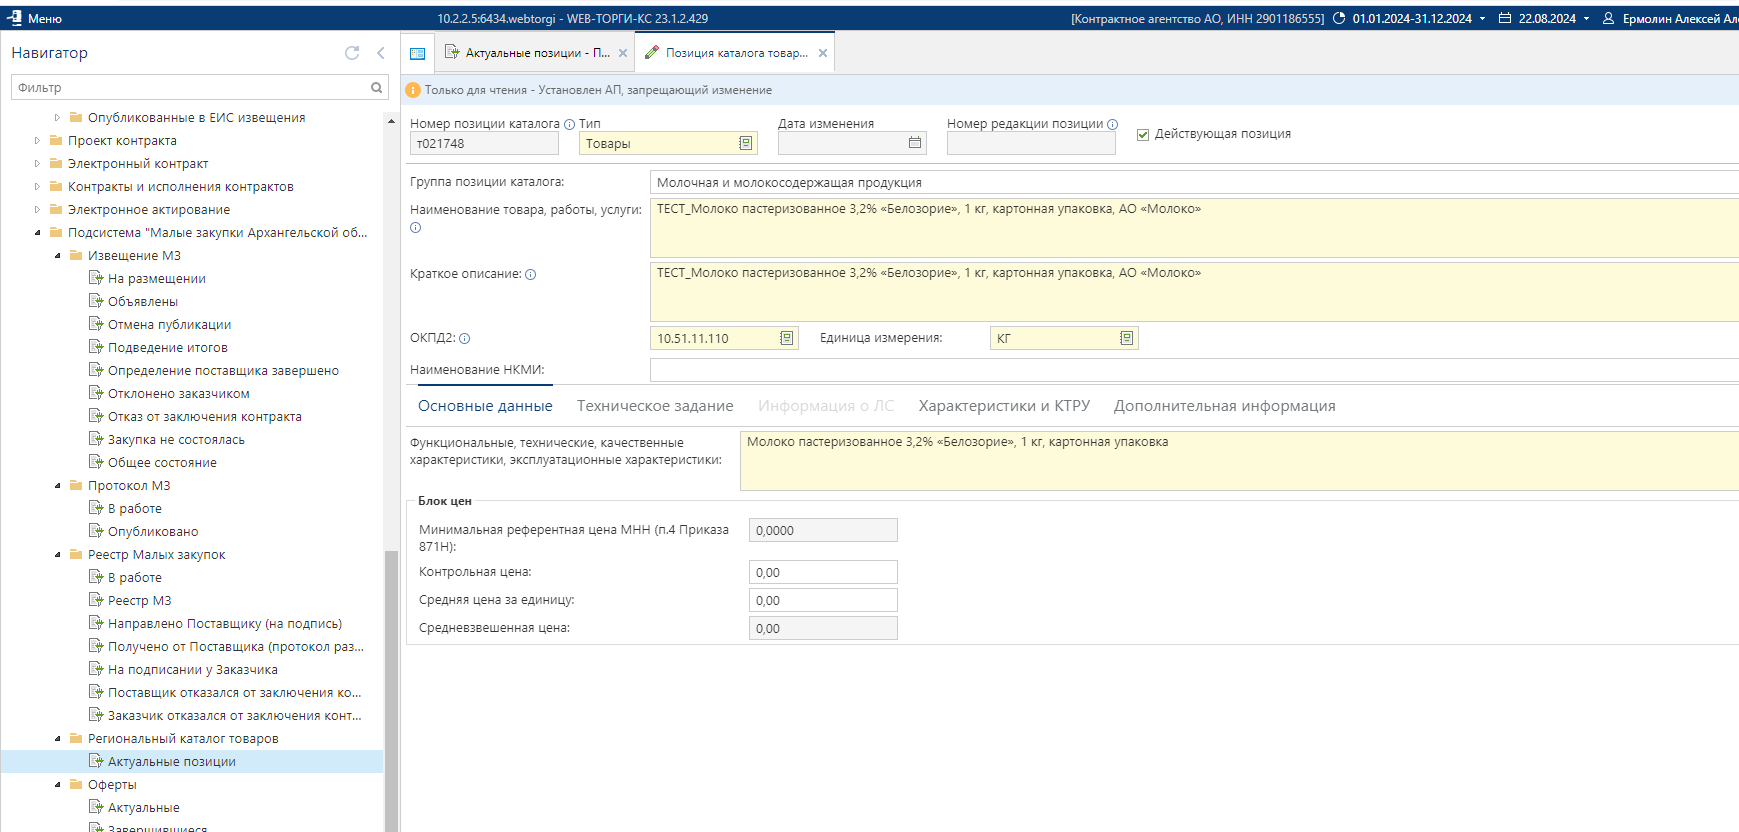 Меню
10.2.2.5:6434.webtorgi - WEB-ТОРГИ-КС 23.1.2.429
[Контрактное агентство АО, ИНН 2901186555]
01.01.2024-31.12.2024
22.08.2024
Ермолин Алексей Але
Навигатор
Фильтр
Опубликованные в ЕИС извещения
Проект контракта
Электронный контракт
Контракты и исполнения контрактов
Электронное актирование
Подсистема "Малые закупки Архангельской об...
Извещение МЗ
На размещении
Объявлены
Отмена публикации
Подведение итогов
Определение поставщика завершено
Отклонено заказчиком
Отказ от заключения контракта
Закупка не состоялась
Общее состояние
Протокол МЗ
В работе
Опубликовано
Реестр Малых закупок
В работе
Реестр МЗ
Направлено Поставщику (на подпись)
Получено от Поставщика (протокол раз...
На подписании у Заказчика
Поставщик отказался от заключения ко...
Заказчик отказался от заключения конт...
Региональный каталог товаров
Актуальные позиции
Оферты
Актуальные
Завершившиеся
Актуальные позиции - П...
Позиция каталога товар...
Только для чтения - Установлен АП, запрещающий изменение
Номер позиции каталога
Тип
Дата изменения
Номер редакции позиции
Действующая позиция
т021748
Товары
Группа позиции каталога:
Молочная и молокосодержащая продукция
Наименование товара, работы, услуги:
ТЕСТ_Молоко пастеризованное 3,2% «Белозорие», 1 кг, картонная упаковка, АО «Молоко»
Краткое описание:
ТЕСТ_Молоко пастеризованное 3,2% «Белозорие», 1 кг, картонная упаковка, АО «Молоко»
ОКПД2:
10.51.11.110
Единица измерения:
КГ
Наименование НКМИ:
Основные данные
Техническое задание
Информация о ЛС
Характеристики и КТРУ
Дополнительная информация
Функциональные, технические, качественные
характеристики, эксплуатационные характеристики:
Молоко пастеризованное 3,2% «Белозорие», 1 кг, картонная упаковка
Блок цен
Минимальная референтная цена МНН (п.4 Приказа
871Н):
0,0000
Контрольная цена:
0,00
Средняя цена за единицу:
0,00
Средневзвешенная цена:
0,00